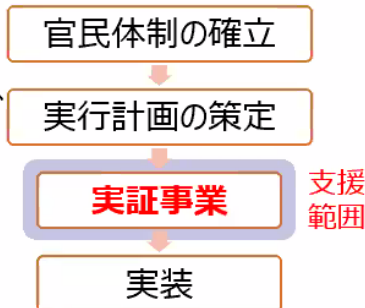 官民体制の確立
、
実行計画の策定
実証事業
支援
範囲
実装